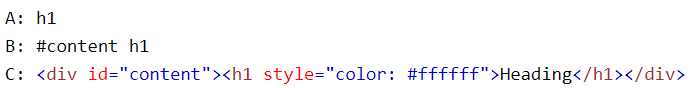 A: h1
B: #content h1
C: <div id="content"><h1 style="color: #ffffff">Heading</h1></div>